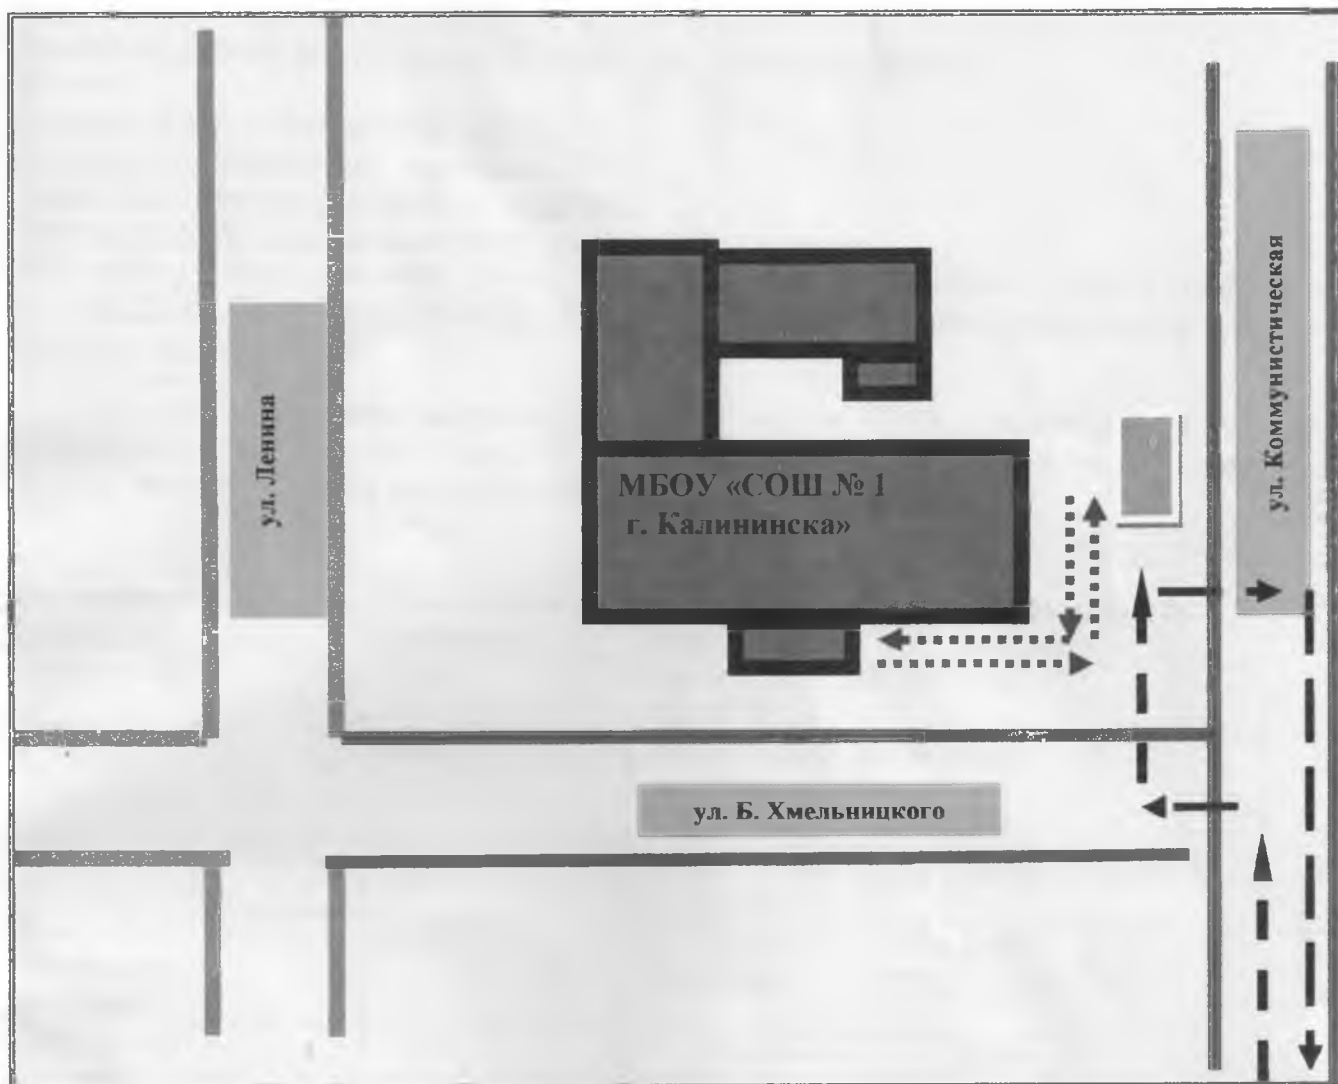 ул. Ленина
МБОУ «СОШ № 1
г. Калининска»
ул. Коммунистическая
ул. Б. Хмельницкого